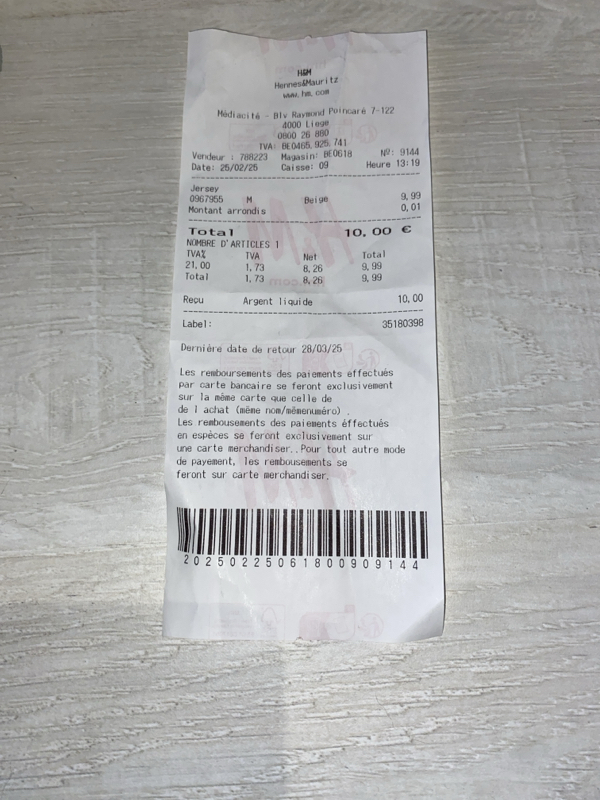 H&M
Hennes&Mauritz
www.hm.com
Médiacité - Blv Raymond Poincaré 7-122
4000 Liege
0800 26 880
TVA: BE0465.925.741
Vendeur : 788223 Magasin: BE0618 Nº: 9144
Date: 25/02/25 Caisse: 09 Heure 13:19
Jersey
0967955 M Beige 9,99
Montant arrondis 0,01
Total 10,00 €
NOMBRE D'ARTICLES 1
TVA% TVA Net Total
21,00 1,73 8,26 9,99
Total 1,73 8,26 9,99
Reçu Argent liquide 10,00
Label: 35180398
Dernière date de retour 28/03/25
Les remboursements des paiements effectués
par carte bancaire se feront exclusivement
sur la même carte que celle de
de l achat (même nom/mêmenuméro) .
Les rembousements des paiements éffectués
en espèces se feront exclusivement sur
une carte merchandiser..Pour tout autre mode
de payement, les rembousements se
feront sur carte merchandiser.
20250225061800909144